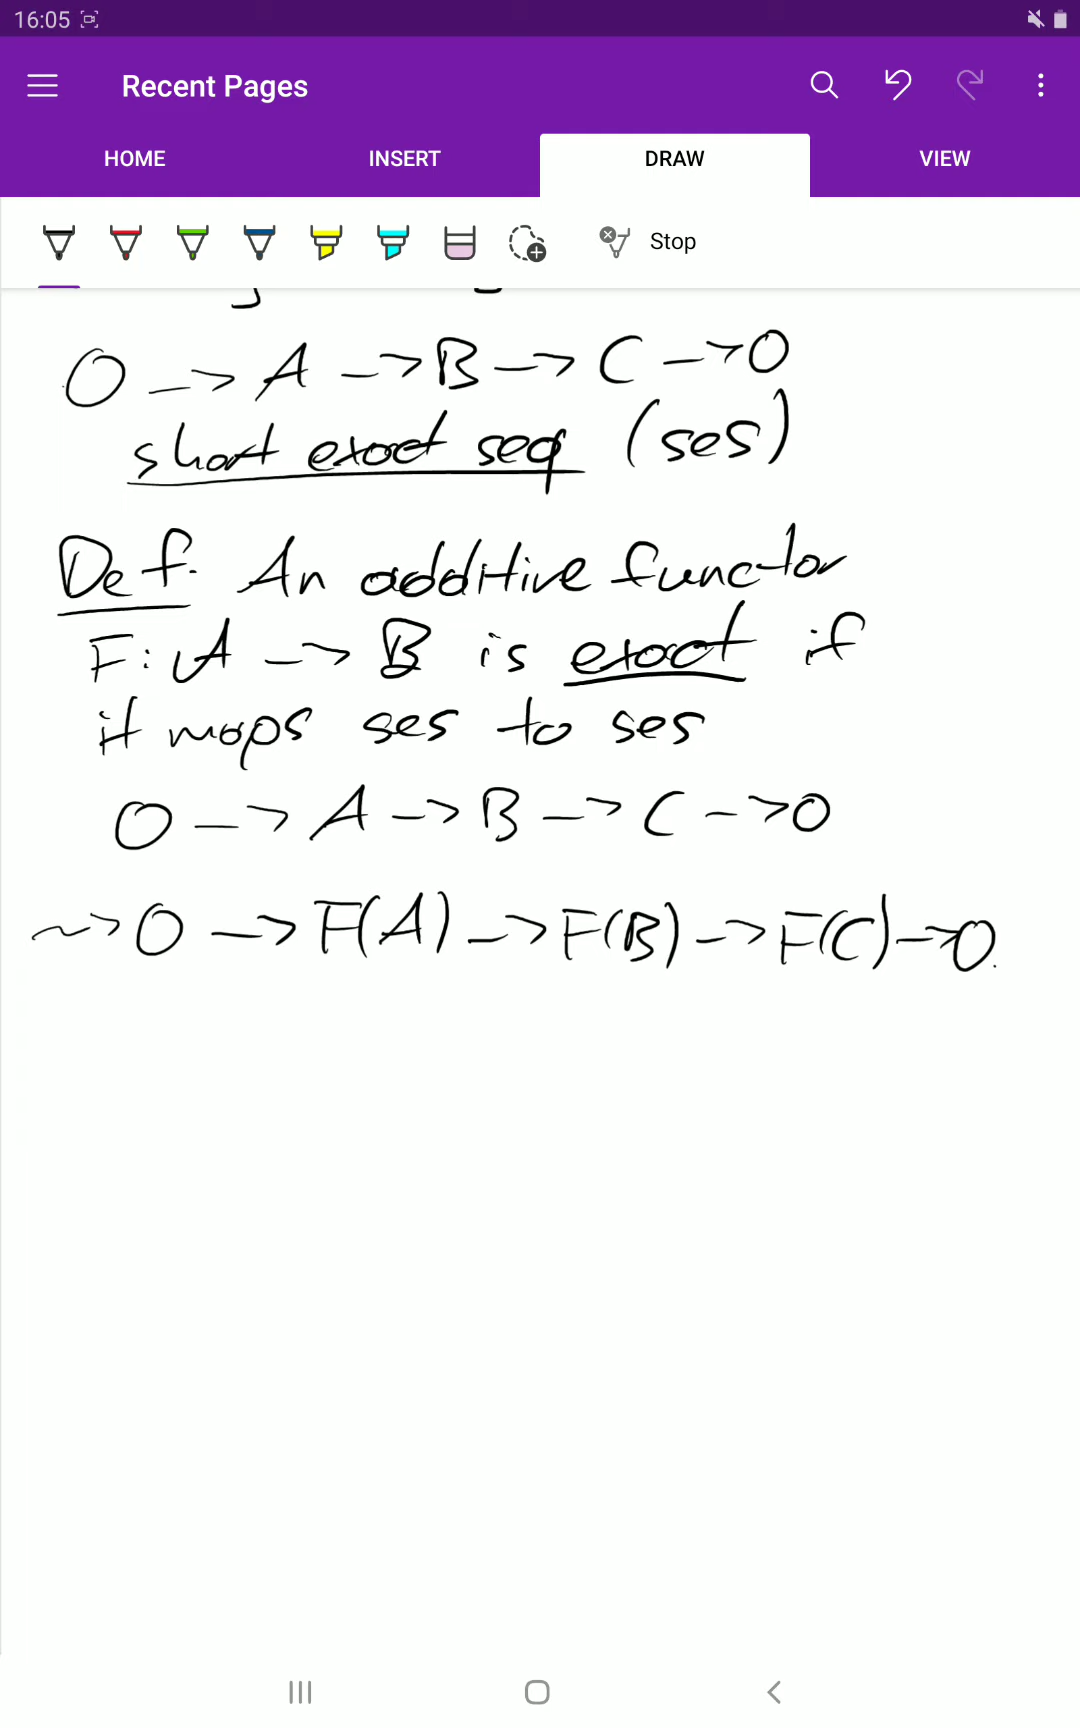 16:05
Recent Pages
HOME INSERT DRAW VIEW
Stop
0 -> A -> B -> C -> 0
short exact seq (ses)
Def. An additive functor
F: A -> B is exact if
it maps ses to ses
0 -> A -> B -> C -> 0
~> 0 -> F(A) -> F(B) -> F(C) -> 0.